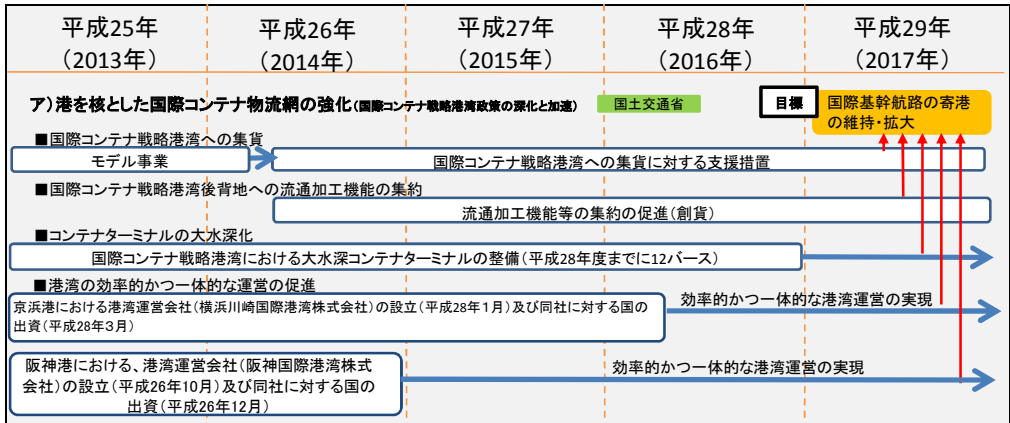 平成25年
(2013年)
平成26年
(2014年)
平成27年
(2015年)
平成28年
(2016年)
平成29年
(2017年)
ア)港を核とした国際コンテナ物流網の強化(国際コンテナ戦略港湾政策の深化と加速)
国土交通省
目標
国際基幹航路の寄港
の維持・拡大
■国際コンテナ戦略港湾への集貨
モデル事業
国際コンテナ戦略港湾への集貨に対する支援措置
■国際コンテナ戦略港湾後背地への流通加工機能の集約
流通加工機能等の集約の促進(創貨)
■コンテナターミナルの大水深化
国際コンテナ戦略港湾における大水深コンテナターミナルの整備(平成28年度までに12バース)
■港湾の効率的かつ一体的な運営の促進
京浜港における港湾運営会社(横浜川崎国際港湾株式会社)の設立(平成28年1月)及び同社に対する国の
出資(平成28年3月)
効率的かつ一体的な港湾運営の実現
阪神港における、港湾運営会社(阪神国際港湾株式
会社)の設立(平成26年10月)及び同社に対する国の
出資(平成26年12月)
効率的かつ一体的な港湾運営の実現